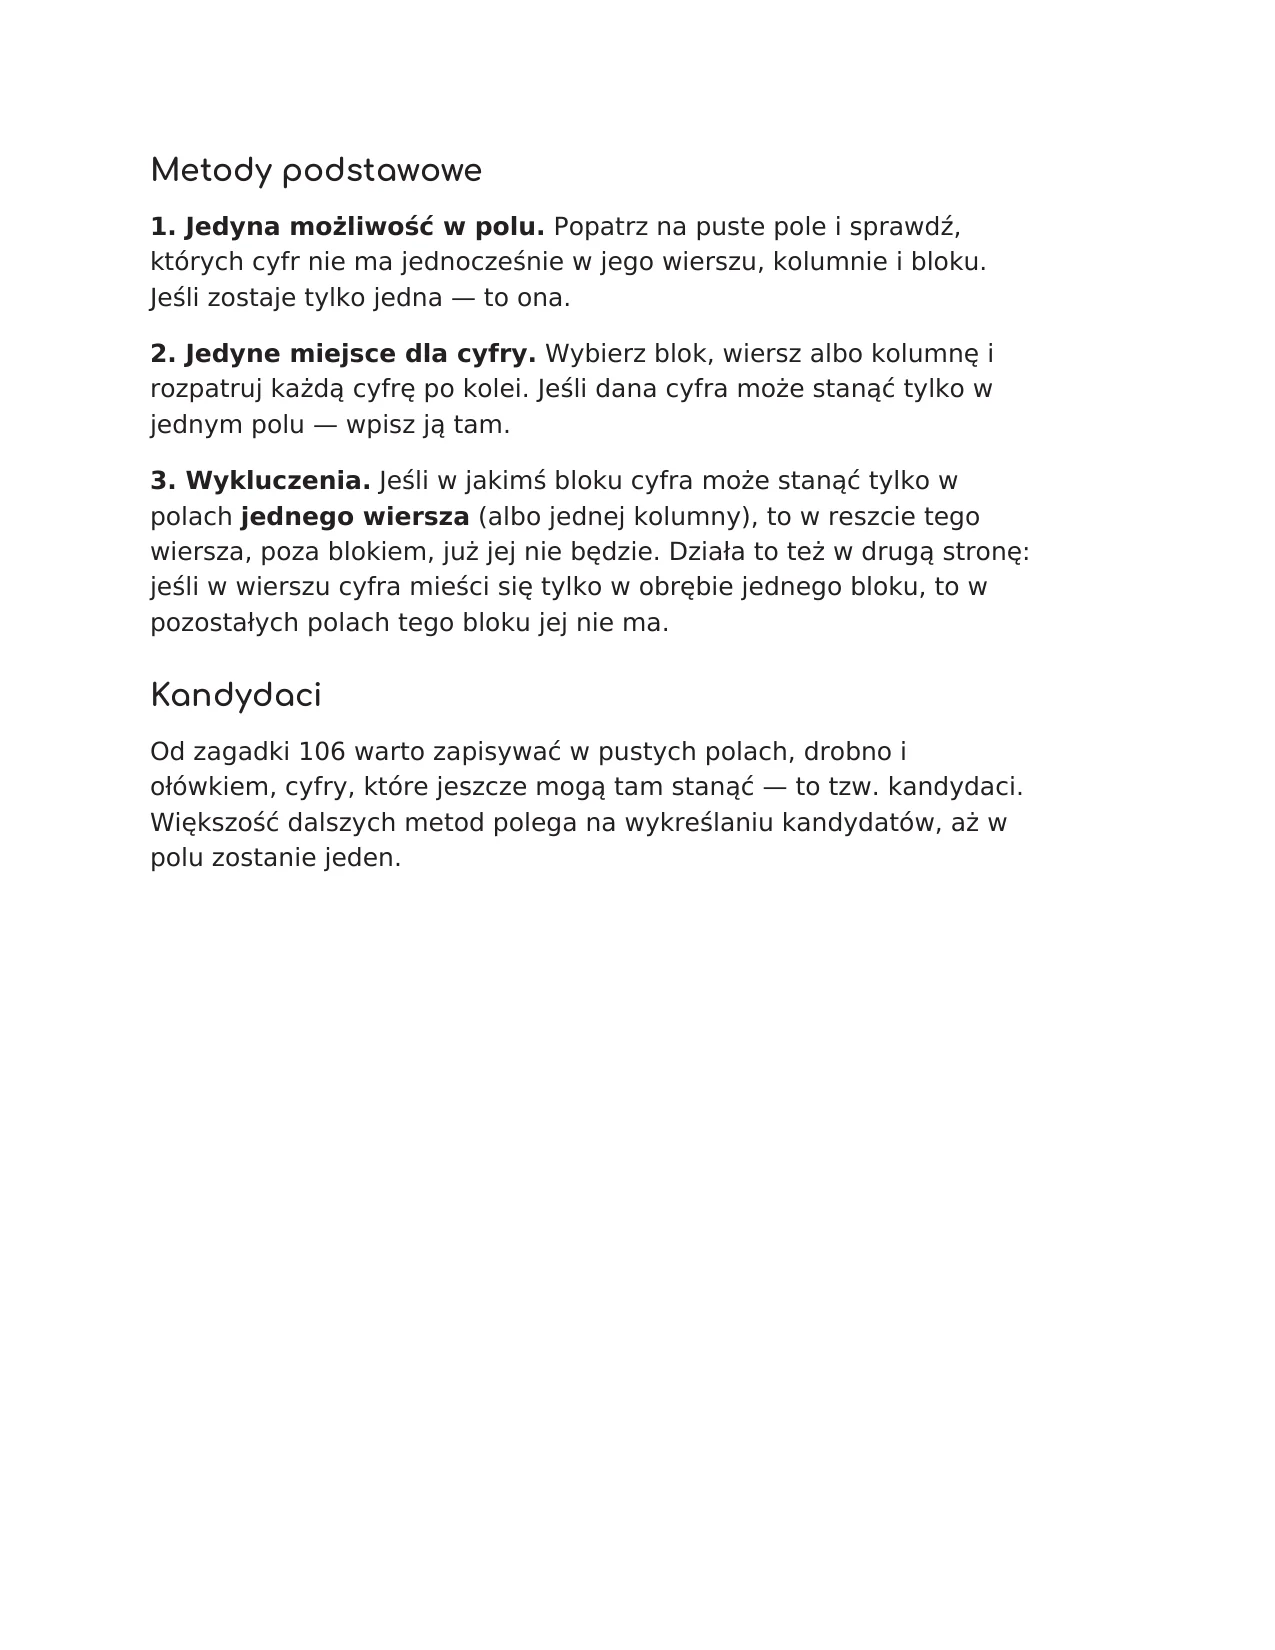 Metody podstawowe
1. Jedyna możliwość w polu. Popatrz na puste pole i sprawdź,
których cyfr nie ma jednocześnie w jego wierszu, kolumnie i bloku.
Jeśli zostaje tylko jedna — to ona.
2. Jedyne miejsce dla cyfry. Wybierz blok, wiersz albo kolumnę i
rozpatruj każdą cyfrę po kolei. Jeśli dana cyfra może stanąć tylko w
jednym polu — wpisz ją tam.
3. Wykluczenia. Jeśli w jakimś bloku cyfra może stanąć tylko w
polach jednego wiersza (albo jednej kolumny), to w reszcie tego
wiersza, poza blokiem, już jej nie będzie. Działa to też w drugą stronę:
jeśli w wierszu cyfra mieści się tylko w obrębie jednego bloku, to w
pozostałych polach tego bloku jej nie ma.
Kandydaci
Od zagadki 106 warto zapisywać w pustych polach, drobno i
ołówkiem, cyfry, które jeszcze mogą tam stanąć — to tzw. kandydaci.
Większość dalszych metod polega na wykreślaniu kandydatów, aż w
polu zostanie jeden.